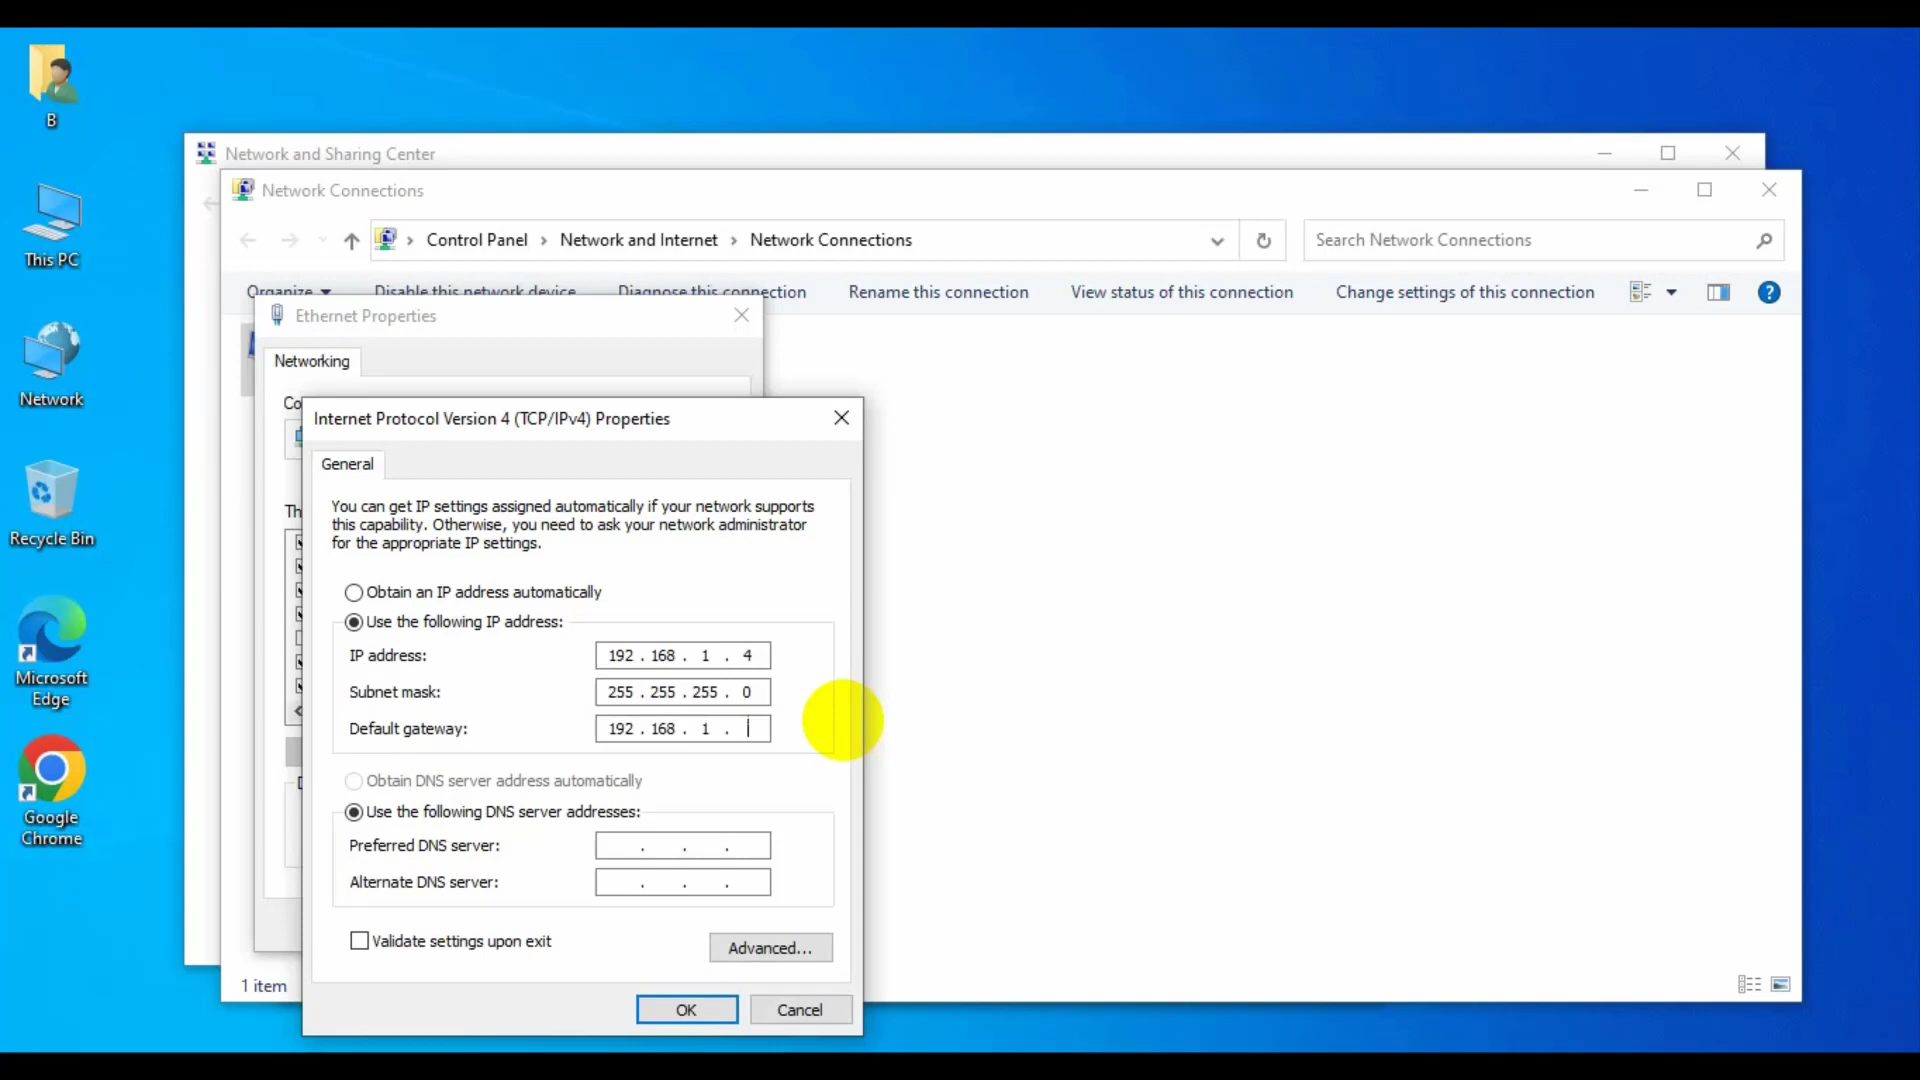 B
This PC
Network
Recycle Bin
Microsoft
Edge
Google
Chrome
Network and Sharing Center
Network Connections
Control Panel > Network and Internet > Network Connections
Search Network Connections
Organize Disable this network device Diagnose this connection Rename this connection View status of this connection Change settings of this connection
?
Ethernet Properties
Networking
Co
Th
Internet Protocol Version 4 (TCP/IPv4) Properties
General
You can get IP settings assigned automatically if your network supports
this capability. Otherwise, you need to ask your network administrator
for the appropriate IP settings.
Obtain an IP address automatically
Use the following IP address:
IP address: 192 . 168 . 1 . 4
Subnet mask: 255 . 255 . 255 . 0
Default gateway: 192 . 168 . 1 .
Obtain DNS server address automatically
Use the following DNS server addresses:
Preferred DNS server: . . .
Alternate DNS server: . . .
Validate settings upon exit
Advanced...
OK Cancel
1 item